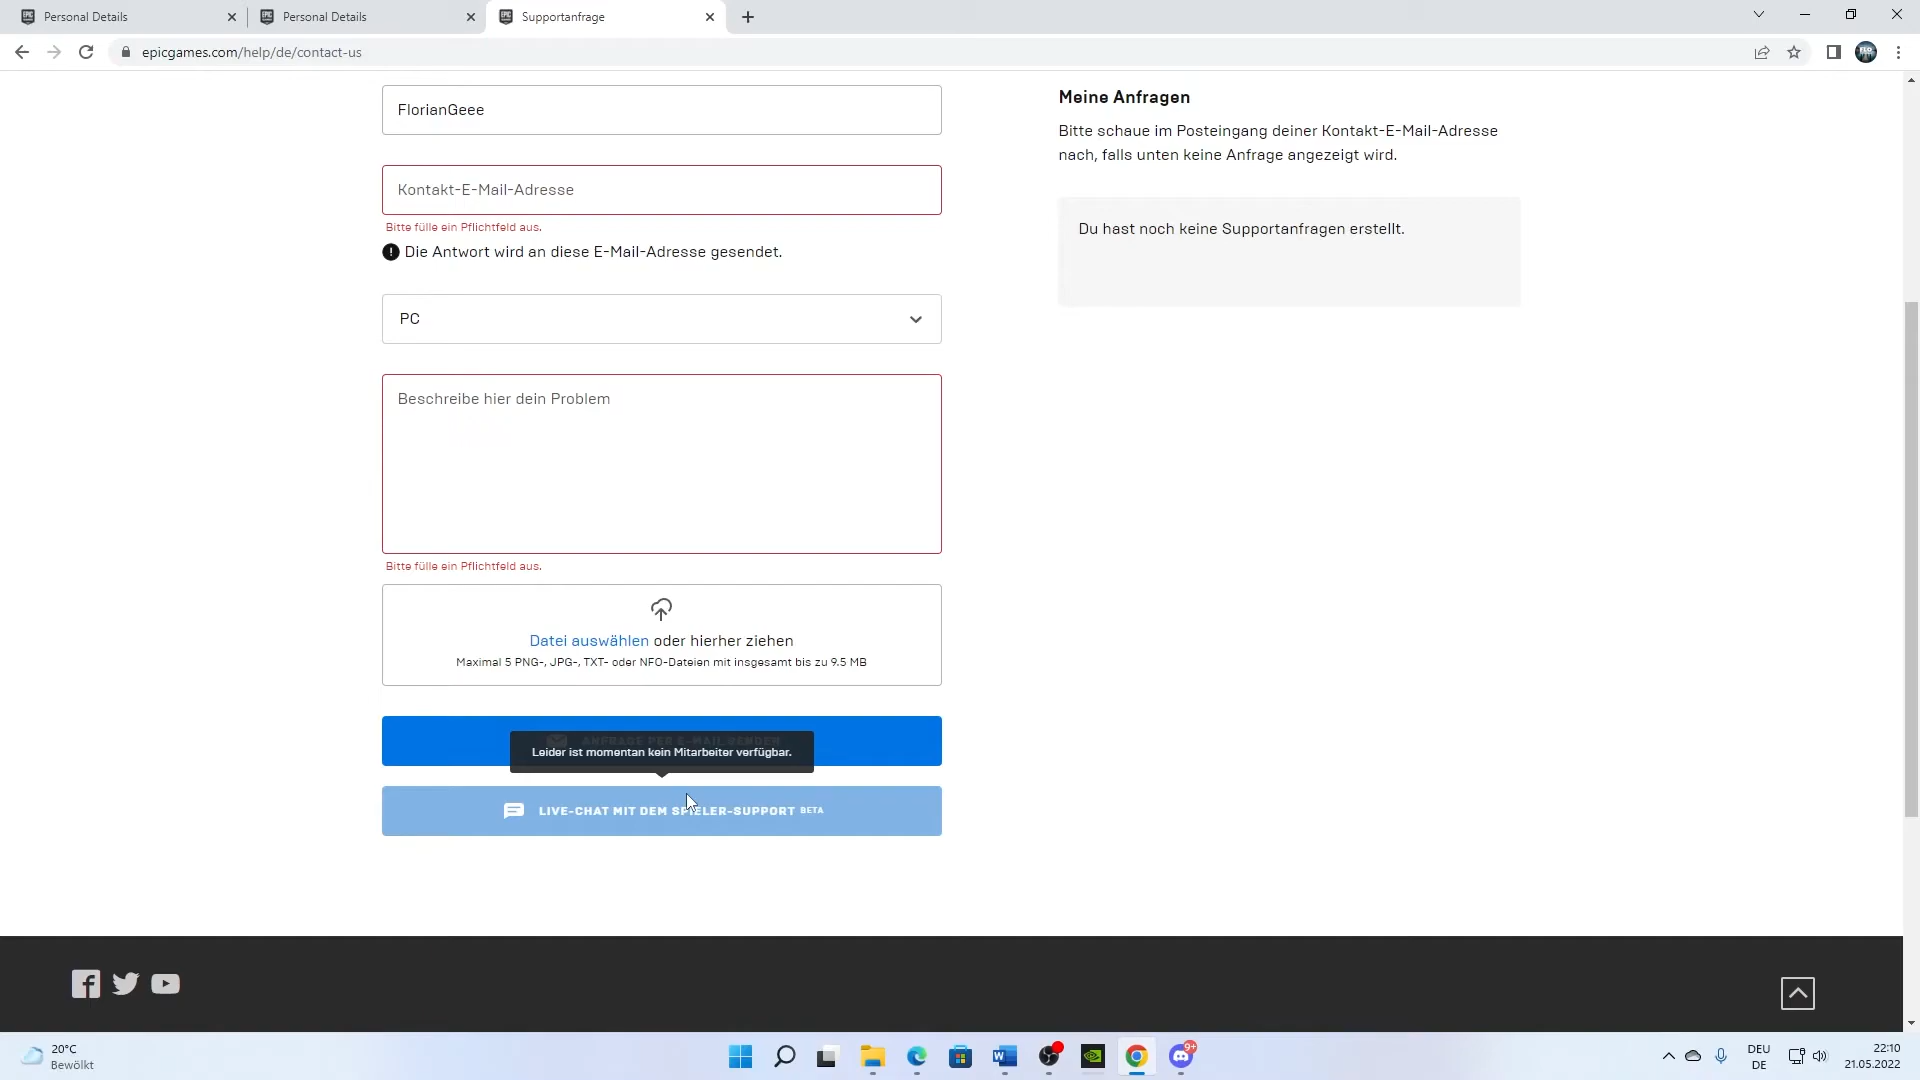 Personal Details
Personal Details
Supportanfrage
epicgames.com/help/de/contact-us
FlorianGeee
Kontakt-E-Mail-Adresse
Bitte fülle ein Pflichtfeld aus.
Die Antwort wird an diese E-Mail-Adresse gesendet.
PC
Beschreibe hier dein Problem
Bitte fülle ein Pflichtfeld aus.
Datei auswählen oder hierher ziehen
Maximal 5 PNG-, JPG-, TXT- oder NFO-Dateien mit insgesamt bis zu 9.5 MB
ANFRAGE PER E-MAIL SENDEN
Leider ist momentan kein Mitarbeiter verfügbar.
LIVE-CHAT MIT DEM SPIELER-SUPPORT BETA
Meine Anfragen
Bitte schaue im Posteingang deiner Kontakt-E-Mail-Adresse
nach, falls unten keine Anfrage angezeigt wird.
Du hast noch keine Supportanfragen erstellt.
20°C
Bewölkt
9+
DEU
DE
22:10
21.05.2022